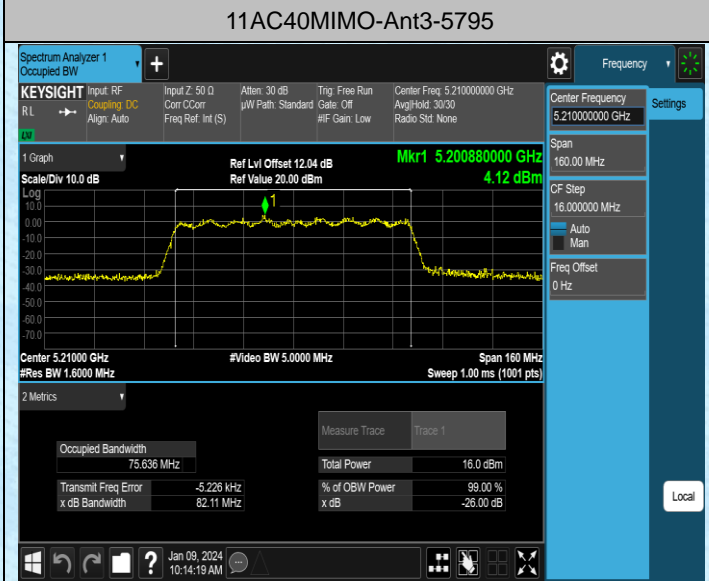 11AC40MIMO-Ant3-5795
Spectrum Analyzer 1
Occupied BW
+
Frequency
KEYSIGHT
RL
LXI
Input: RF
Coupling: DC
Align: Auto
Input Z: 50 Ω
Corr CCorr
Freq Ref: Int (S)
Atten: 30 dB
µW Path: Standard
Trig: Free Run
Gate: Off
#IF Gain: Low
Center Freq: 5.210000000 GHz
Avg|Hold: 30/30
Radio Std: None
Center Frequency
5.210000000 GHz
Settings
Span
160.00 MHz
CF Step
16.000000 MHz
Auto
Man
Freq Offset
0 Hz
1 Graph
Scale/Div 10.0 dB
Ref Lvl Offset 12.04 dB
Ref Value 20.00 dBm
Mkr1 5.200880000 GHz
4.12 dBm
Log
10.0
0.00
-10.0
-20.0
-30.0
-40.0
-50.0
-60.0
-70.0
1
Center 5.21000 GHz
#Res BW 1.6000 MHz
#Video BW 5.0000 MHz
Span 160 MHz
Sweep 1.00 ms (1001 pts)
2 Metrics
Measure Trace
Trace 1
Occupied Bandwidth
75.636 MHz
Total Power
16.0 dBm
Transmit Freq Error
-5.226 kHz
% of OBW Power
99.00 %
x dB Bandwidth
82.11 MHz
x dB
-26.00 dB
Local
?
Jan 09, 2024
10:14:19 AM